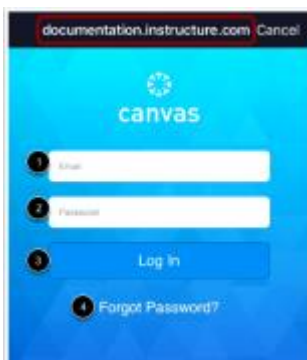 documentation.instructure.com Cancel
canvas
1 Email
2 Password
3 Log In
4 Forgot Password?